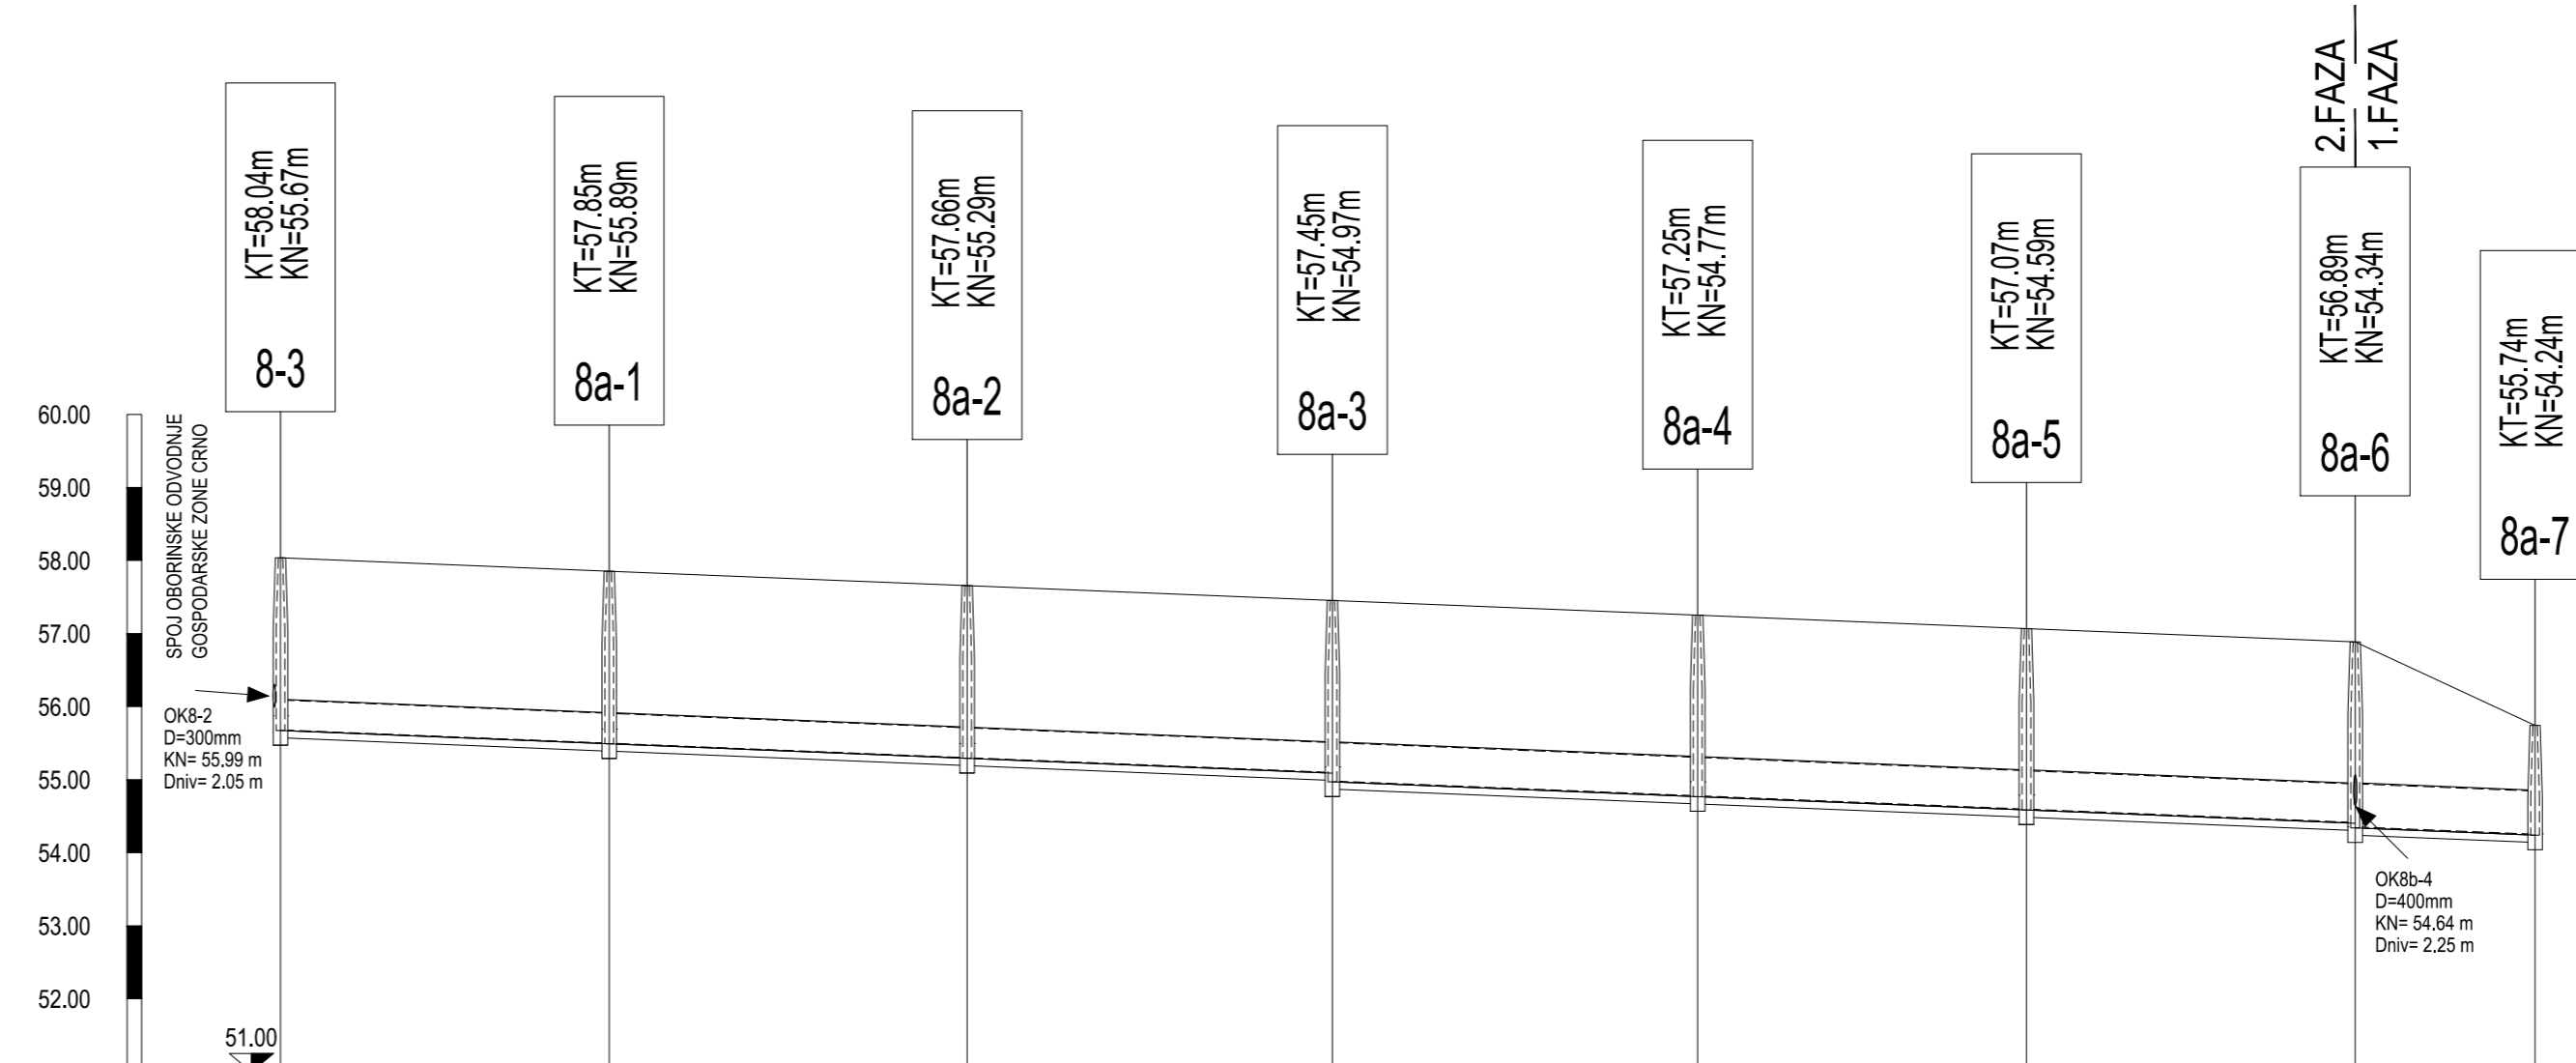 2.FAZA
1.FAZA
KT=58.04m
KN=55.67m
8-3
KT=57.85m
KN=55.89m
8a-1
KT=57.66m
KN=55.29m
8a-2
KT=57.45m
KN=54.97m
8a-3
KT=57.25m
KN=54.77m
8a-4
KT=57.07m
KN=54.59m
8a-5
KT=56.89m
KN=54.34m
8a-6
KT=55.74m
KN=54.24m
8a-7
60.00
59.00
58.00
57.00
56.00
55.00
54.00
53.00
52.00
51.00
SPOJ OBORINSKE ODVODNJE
GOSPODARSKE ZONE CRNO
OK8-2
D=300mm
KN= 55.99 m
Dniv= 2.05 m
OK8b-4
D=400mm
KN= 54.64 m
Dniv= 2.25 m